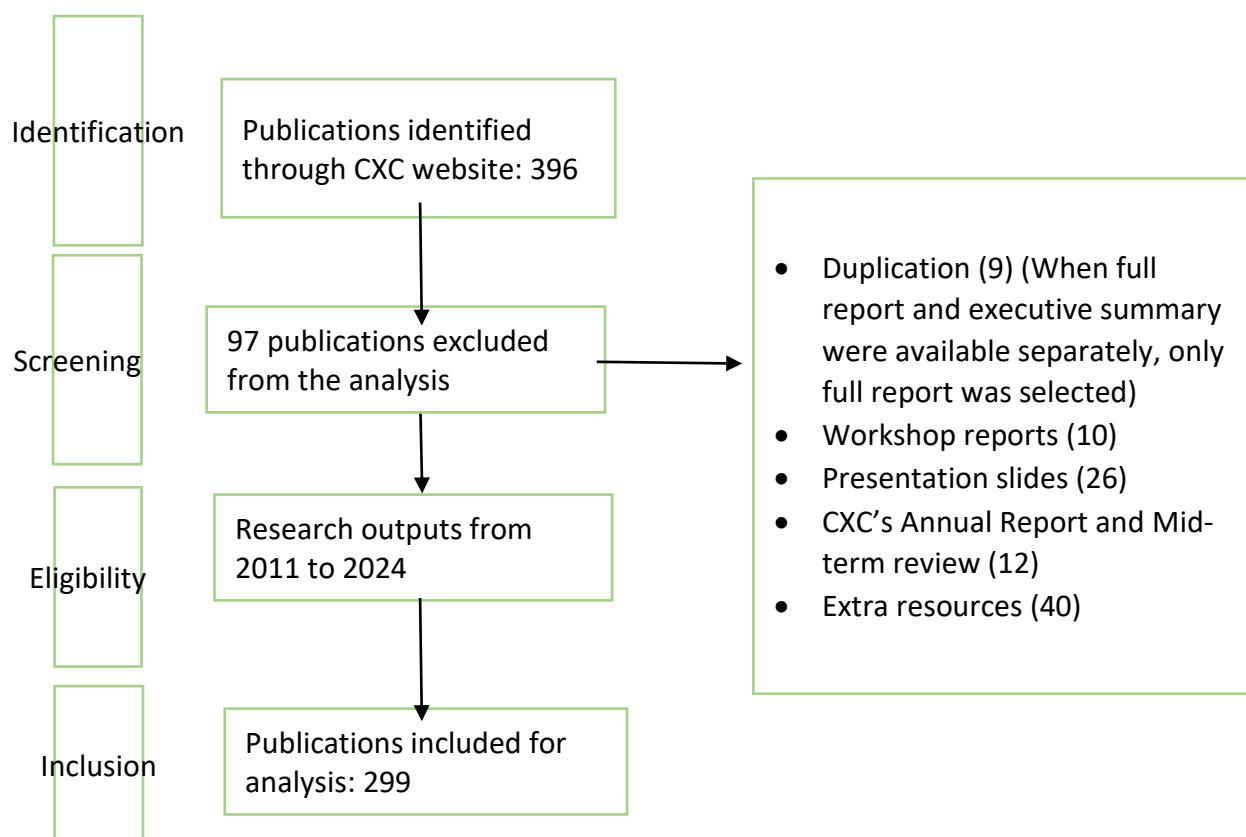 Identification
Publications identified
through CXC website: 396
Screening
97 publications excluded
from the analysis
• Duplication (9) (When full
report and executive summary
were available separately, only
full report was selected)
• Workshop reports (10)
• Presentation slides (26)
• CXC’s Annual Report and Mid-
term review (12)
• Extra resources (40)
Eligibility
Research outputs from
2011 to 2024
Inclusion
Publications included for
analysis: 299